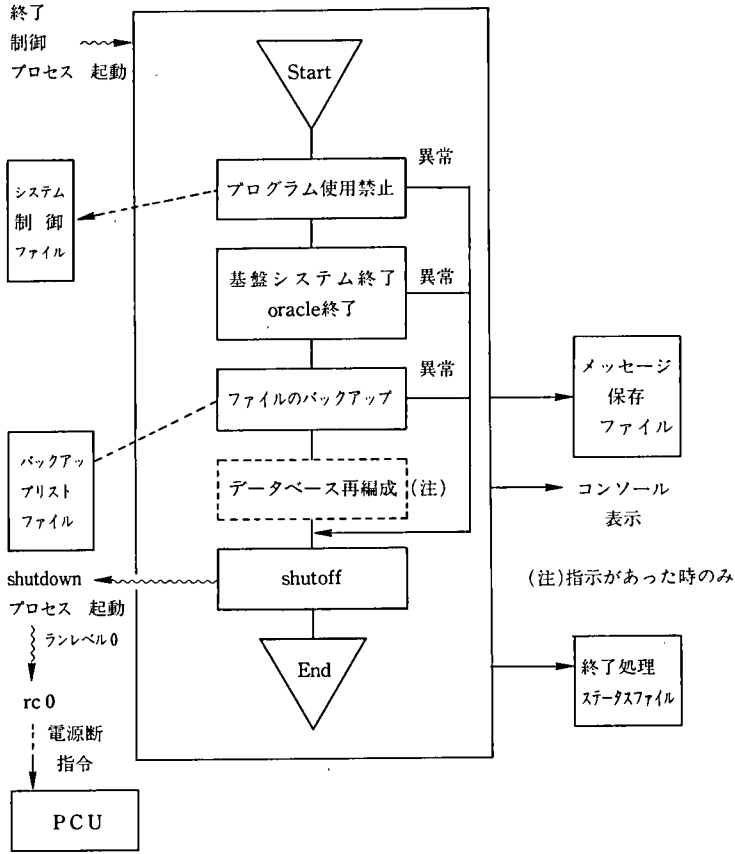 終了
制御
プロセス 起動
Start
異常
プログラム使用禁止
システム
制御
ファイル
基盤システム終了
oracle終了
異常
異常
ファイルのバックアップ
メッセージ
保存
ファイル
バックアッ
プリスト
ファイル
データベース再編成
(注)
コンソール
表示
shutdown
プロセス 起動
shutoff
(注)指示があった時のみ
ランレベル0
End
終了処理
ステータスファイル
rc 0
電源断
指令
PCU